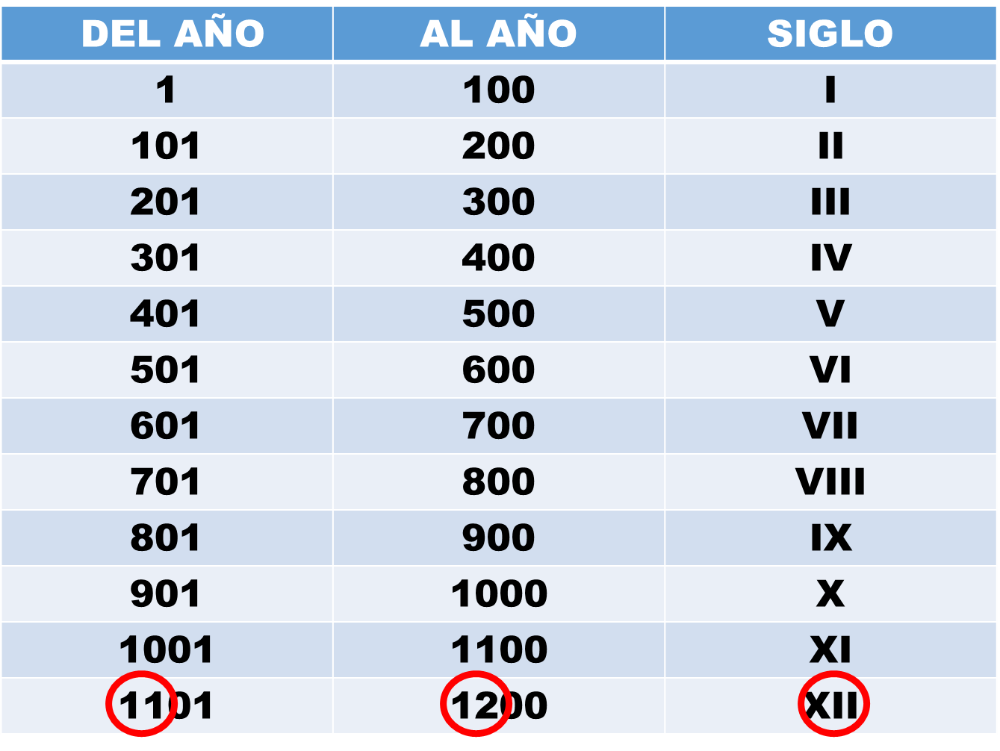 DEL AÑO AL AÑO SIGLO
1 100 I
101 200 II
201 300 III
301 400 IV
401 500 V
501 600 VI
601 700 VII
701 800 VIII
801 900 IX
901 1000 X
1001 1100 XI
1101 1200 XII